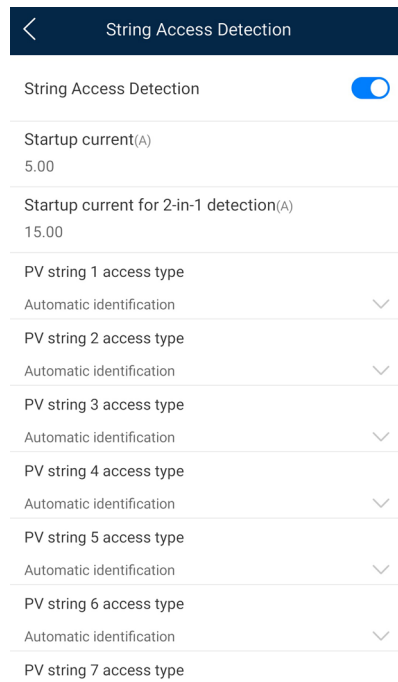 String Access Detection
String Access Detection
Startup current(A)
5.00
Startup current for 2-in-1 detection(A)
15.00
PV string 1 access type
Automatic identification
PV string 2 access type
Automatic identification
PV string 3 access type
Automatic identification
PV string 4 access type
Automatic identification
PV string 5 access type
Automatic identification
PV string 6 access type
Automatic identification
PV string 7 access type